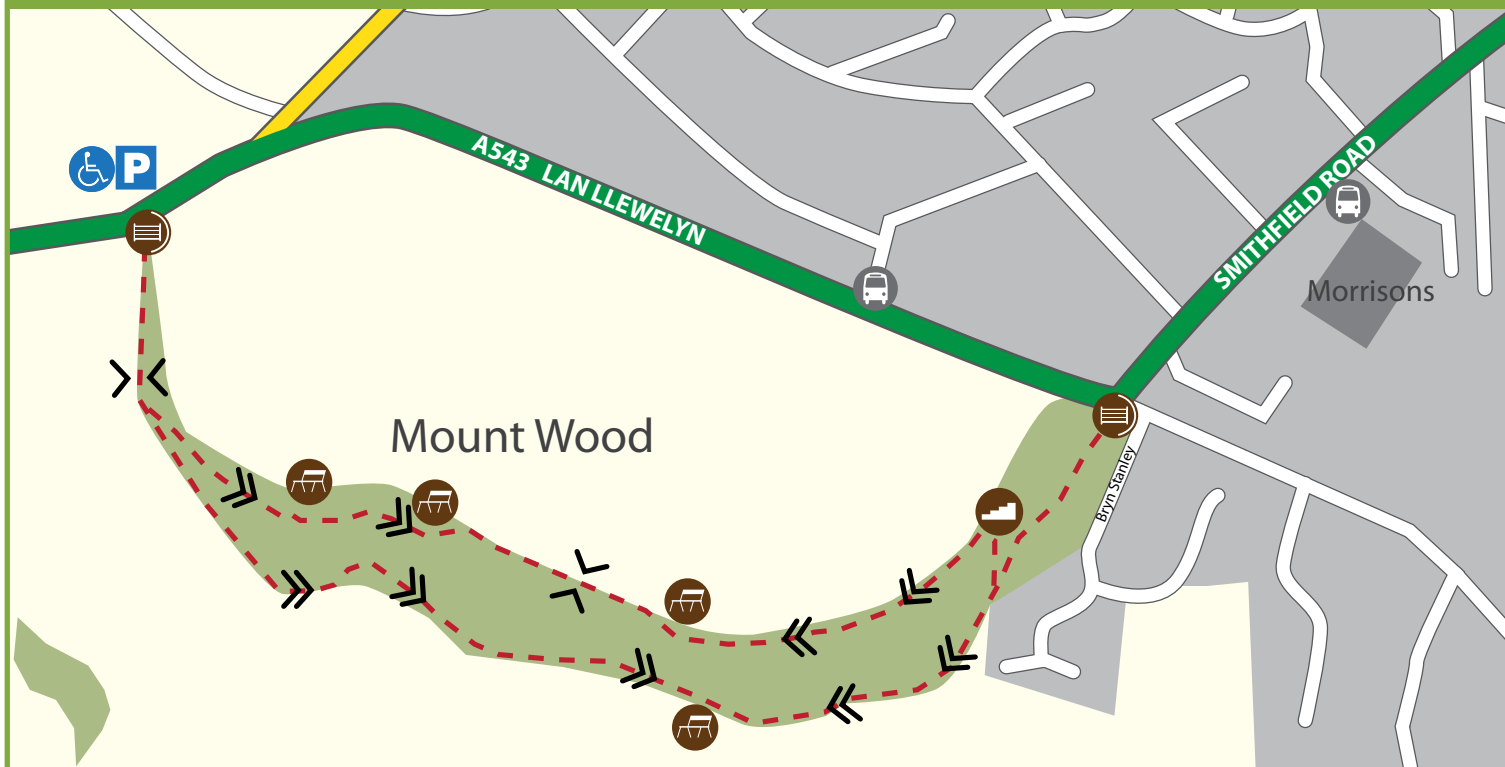 P
A543 LAN LLEWELYN
SMITHFIELD ROAD
Morrisons
Mount Wood
Bryn Stanley